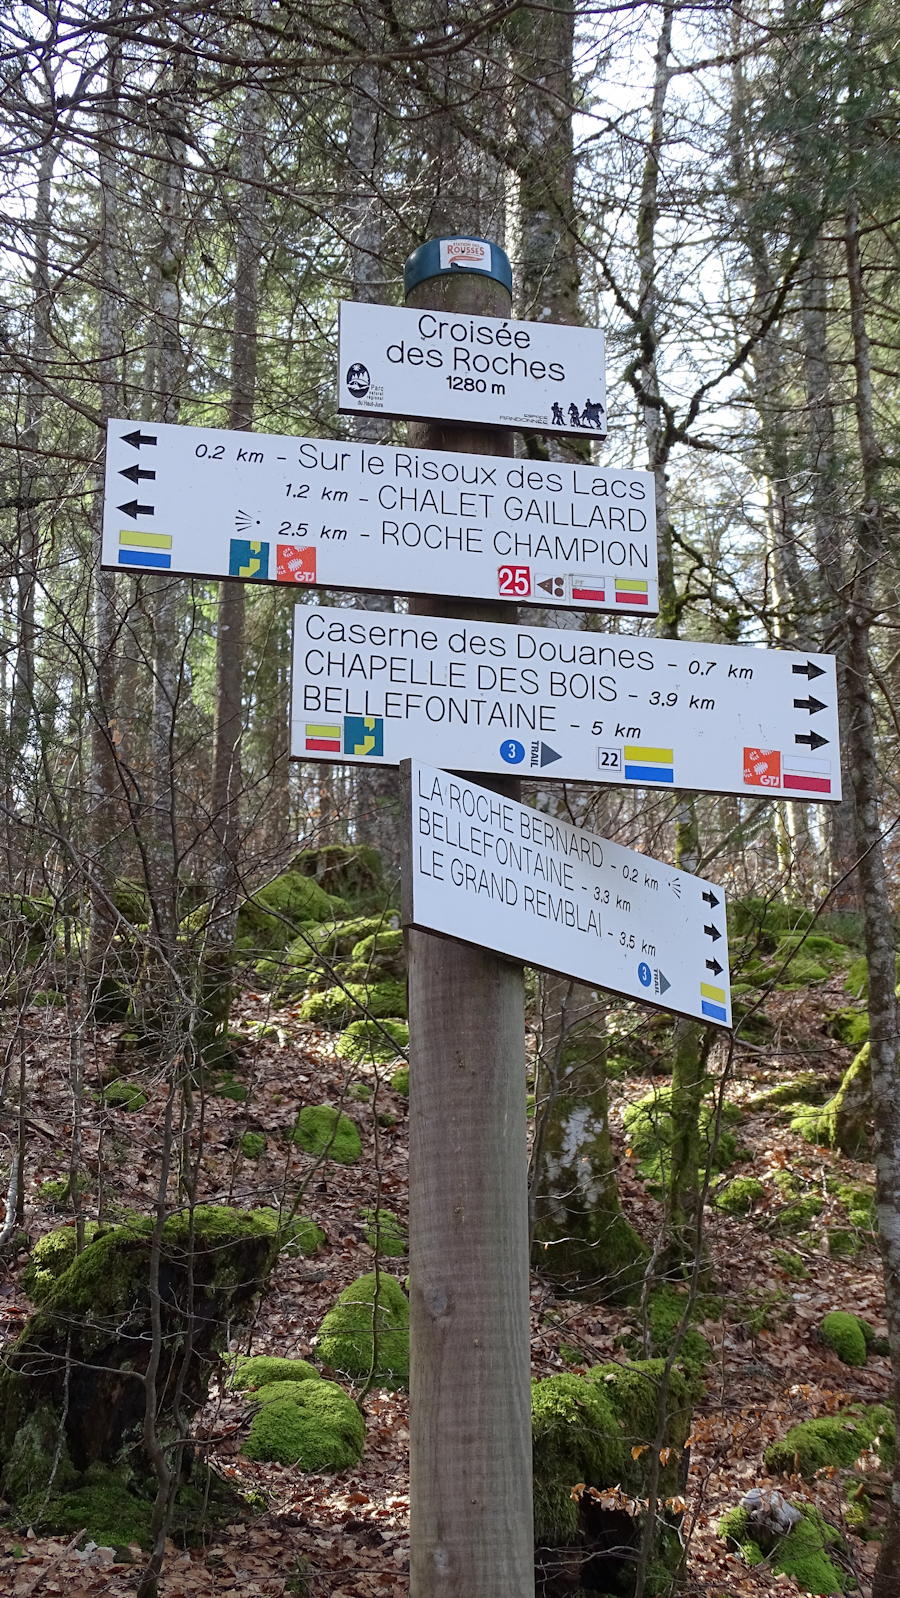 STATION DES
ROUSSES
Croisée
des Roches
1280 m
Parc
naturel
régional
du Haut-Jura
ESPACE
RANDONNÉE
0.2 km - Sur le Risoux des Lacs
1.2 km - CHALET GAILLARD
2.5 km - ROCHE CHAMPION
GTJ
25
Caserne des Douanes - 0.7 km
CHAPELLE DES BOIS - 3.9 km
BELLEFONTAINE - 5 km
3 TRAIL
22
GTJ
LA ROCHE BERNARD - 0.2 km
BELLEFONTAINE - 3.3 km
LE GRAND REMBLAI - 3.5 km
3 TRAIL